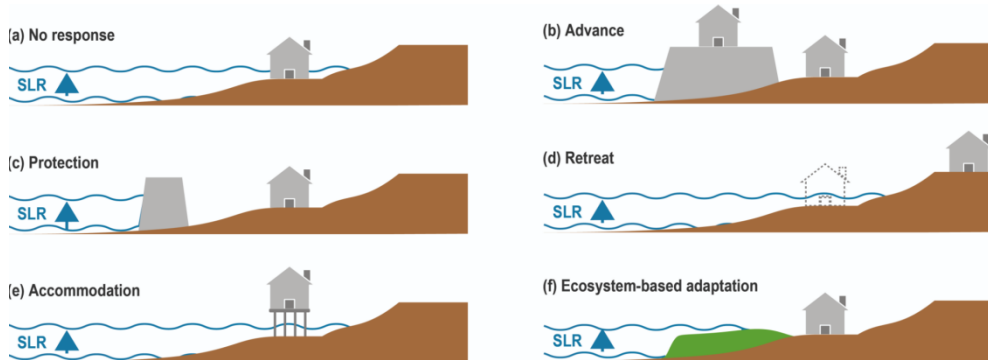 (a) No response
SLR
(b) Advance
SLR
(c) Protection
SLR
(d) Retreat
SLR
(e) Accommodation
SLR
(f) Ecosystem-based adaptation
SLR